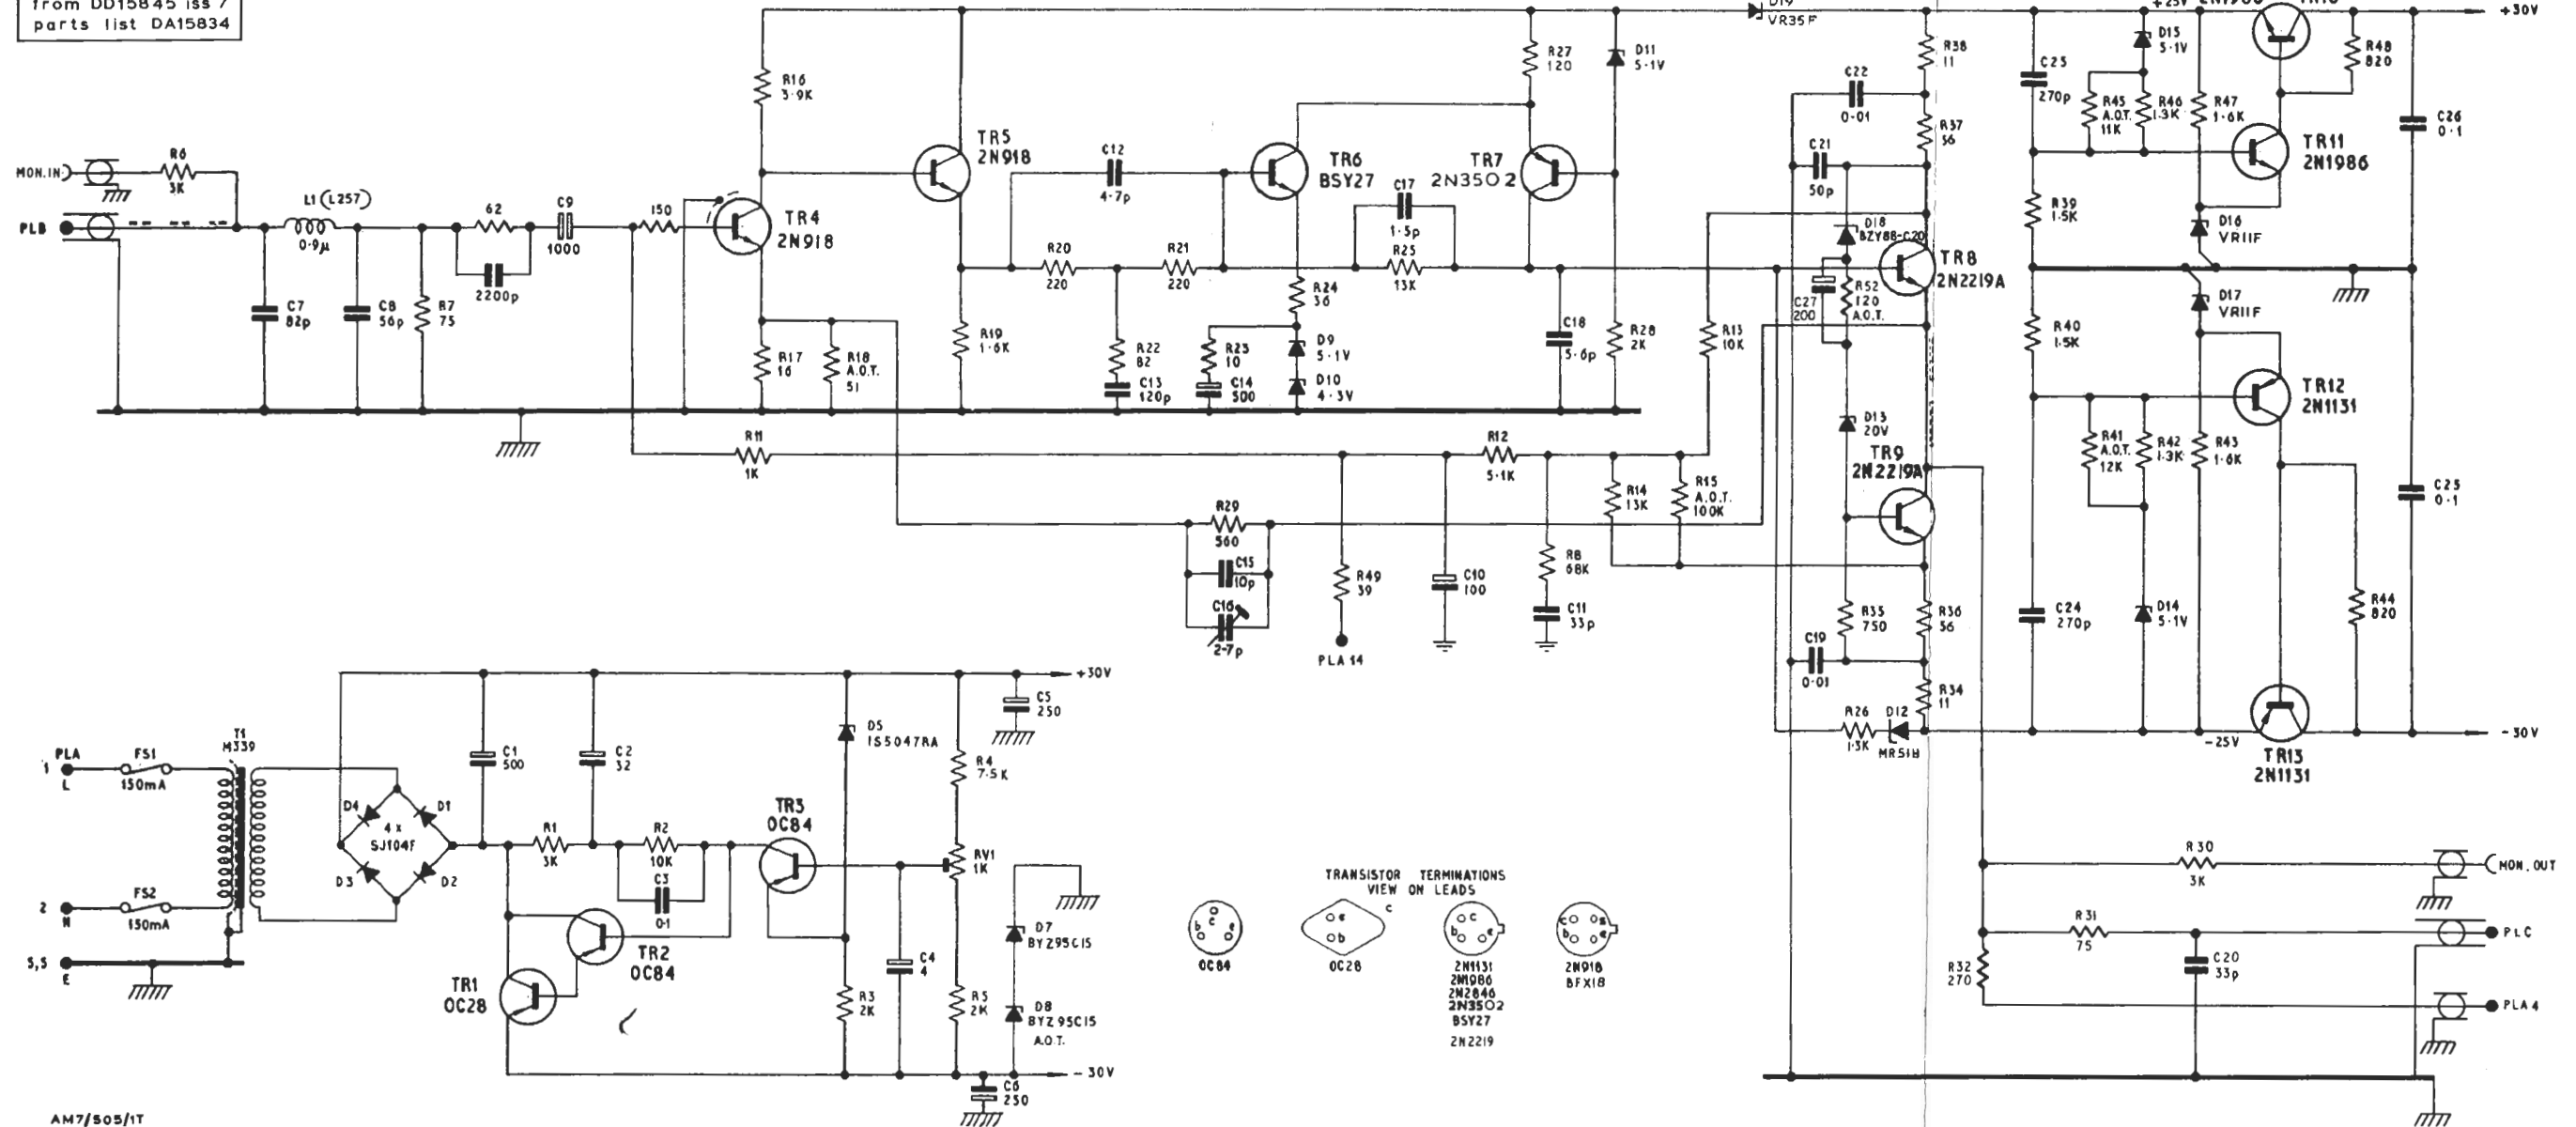 from DD15845 iss 7
parts list DA15834
D19
VR35F
+25V
+30V
D15
5·1V
R48
820
R16
3·9K
R27
120
D11
5·1V
R38
11
C22
0·01
C25
270p
R45
A.O.T.
11K
R46
1·3K
R47
1·6K
C26
0·1
TR11
2N1986
R37
56
TR5
2N918
C12
4·7p
TR6
BSY27
TR7
2N3502
C21
50p
MON.IN
R6
3K
L1 (L257)
0·9µ
PLB
62
2200p
C9
1000
150
TR4
2N918
C17
1·5p
R25
13K
R39
1.5K
D16
VR11F
D18
BZY88-C20
TR8
2N2219A
R20
220
R21
220
R24
36
C7
82p
C8
56p
R7
75
R17
16
R18
A.O.T.
51
R19
1·6K
R22
82
C13
120p
R23
10
C14
500
D9
5·1V
D10
4·3V
C18
5·6p
R28
2K
R13
10K
C27
200
R52
120
A.O.T.
D17
VR11F
R40
1.5K
TR12
2N1131
D13
20V
TR9
2N2219A
R41
A.O.T.
12K
R42
1·3K
R43
1·6K
R11
1K
R12
5·1K
R14
13K
R15
A.O.T.
100K
C23
0·1
R29
560
C15
10p
C16
2-7p
R49
39
PLA 14
C10
100
R8
68K
C11
33p
R35
750
R36
56
C19
0·01
R34
11
R26
1·3K
D12
MR51H
C24
270p
D14
5·1V
R44
820
-25V
-30V
TR13
2N1131
+30V
C5
250
PLA
1
L
FS1
150mA
T1
M339
C1
500
C2
32
D5
IS5047RA
R4
7·5K
D4
D1
4 x
SJ104F
D3
D2
R1
3K
R2
10K
C3
0·1
TR3
OC84
RV1
1K
2
N
FS2
150mA
TR2
OC84
TR1
OC28
C4
4
R3
2K
R5
2K
D7
BYZ95C15
D8
BYZ95C15
A.O.T.
5,5
E
-30V
C6
250
TRANSISTOR TERMINATIONS
VIEW ON LEADS
b c e
OC84
e b c
OC28
c b e
2N1131
2N1986
2N2846
2N3502
BSY27
2N2219
c s b e
2N918
BFX18
R30
3K
MON.OUT
R31
75
PLC
R32
270
C20
33p
PLA 4
AM7/505/1T